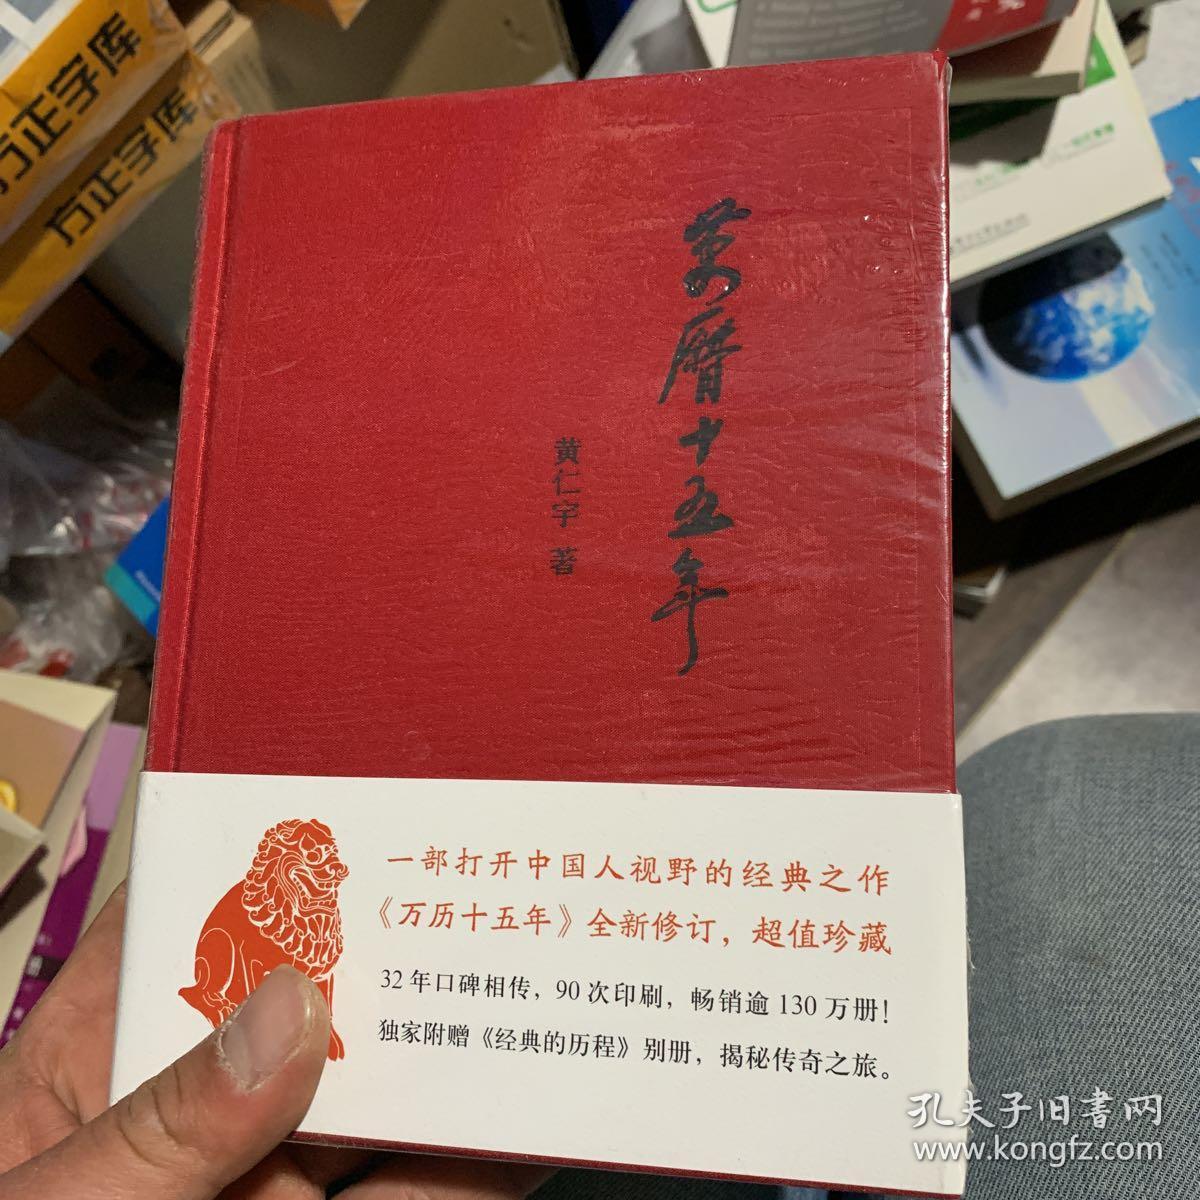 方正字库
方正字库
萬曆十五年
黄仁宇 著
一部打开中国人视野的经典之作
《万历十五年》全新修订，超值珍藏
32年口碑相传，90次印刷，畅销逾130万册！
独家附赠《经典的历程》别册，揭秘传奇之旅。
孔夫子旧書网
www.kongfz.com